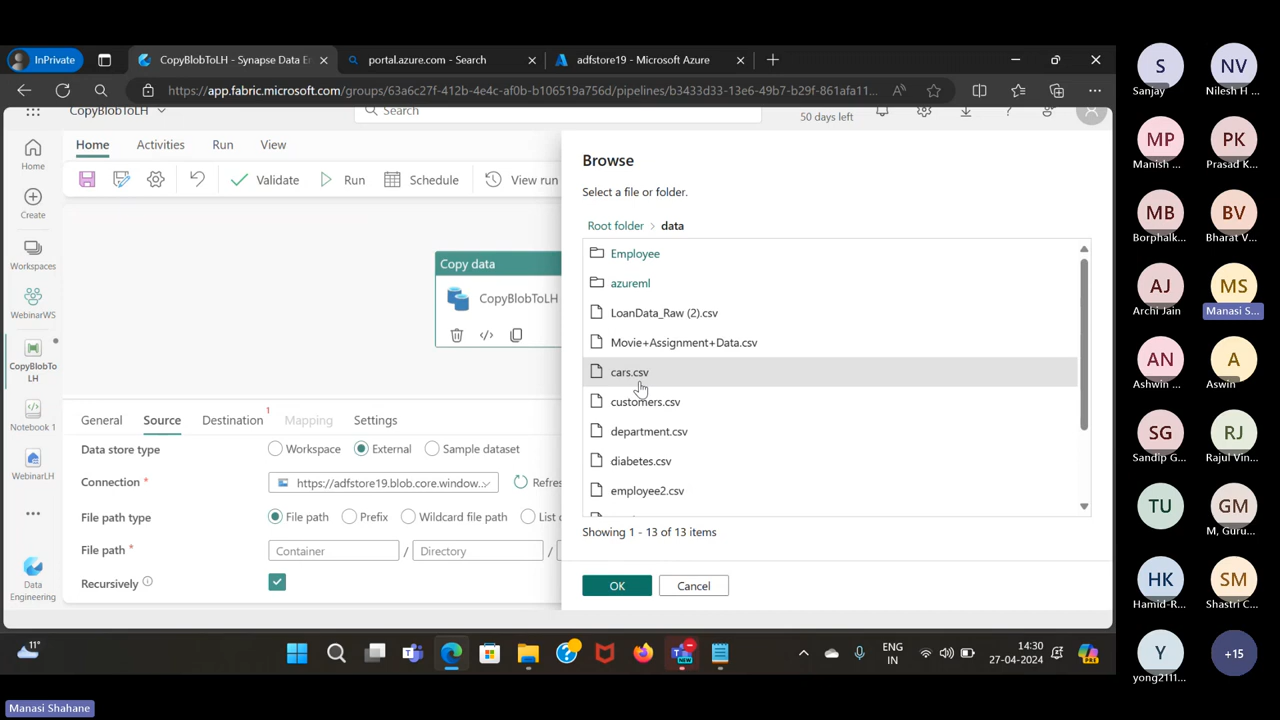 InPrivate
CopyBlobToLH - Synapse Data E
portal.azure.com - Search
adfstore19 - Microsoft Azure
https://app.fabric.microsoft.com/groups/63a6c27f-412b-4e4c-af0b-b106519a756d/pipelines/b3433d33-13e6-49b7-b29f-861afa11...
CopyBlobToLH
Search
50 days left
Home
Activities
Run
View
Validate
Run
Schedule
View run
Home
Create
Workspaces
WebinarWS
CopyBlobTo
LH
Notebook 1
WebinarLH
Data
Engineering
Copy data
CopyBlobToLH
General
Source
Destination
1
Mapping
Settings
Data store type
Workspace
External
Sample dataset
Connection *
https://adfstore19.blob.core.window...
Refres
File path type
File path
Prefix
Wildcard file path
List o
File path *
Container
/
Directory
/
Recursively
Browse
Select a file or folder.
Root folder > data
Employee
azureml
LoanData_Raw (2).csv
Movie+Assignment+Data.csv
cars.csv
customers.csv
department.csv
diabetes.csv
employee2.csv
Showing 1 - 13 of 13 items
OK
Cancel
11°
NEW
ENG
IN
14:30
27-04-2024
PRE
Manasi Shahane
S
Sanjay
NV
Nilesh H ...
MP
Manish ...
PK
Prasad K...
MB
Borphalk...
BV
Bharat V...
AJ
Archi Jain
MS
Manasi S...
AN
Ashwin ...
A
Aswin
SG
Sandip G...
RJ
Rajul Vin...
TU
GM
M, Guru...
HK
Hamid-R...
SM
Shastri C...
Y
yong2111...
+15